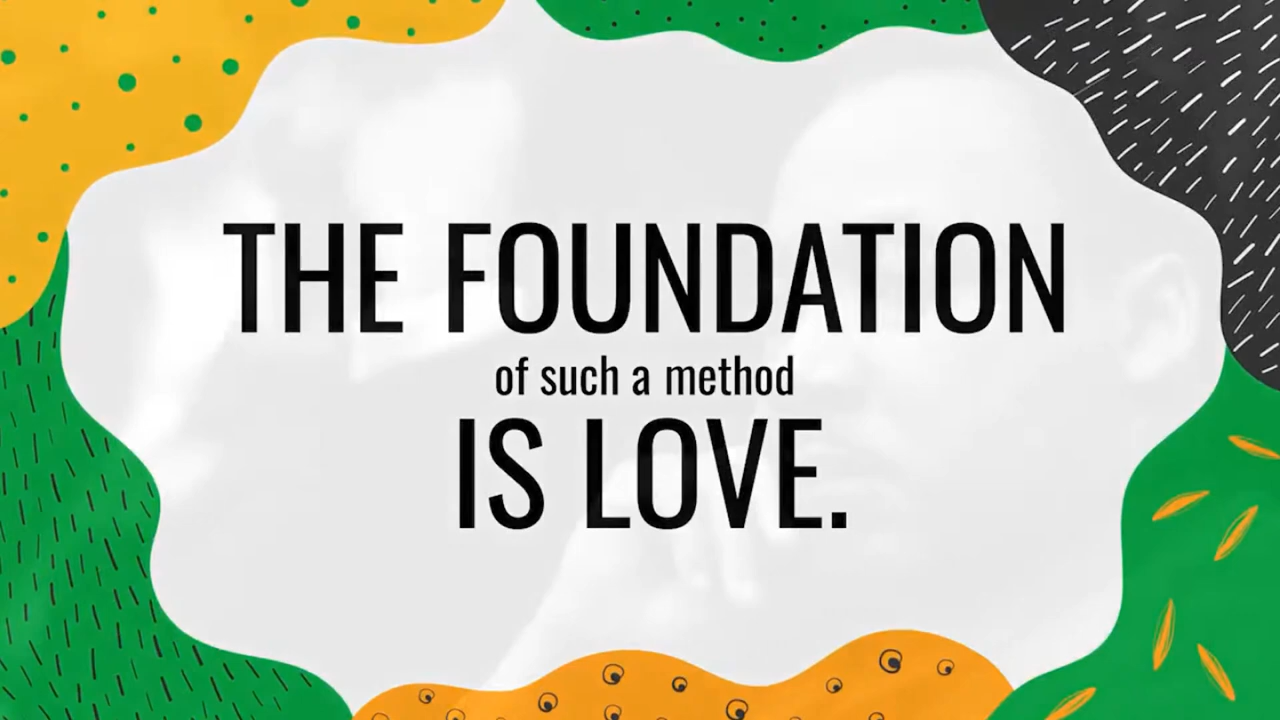 THE FOUNDATION
of such a method
IS LOVE.